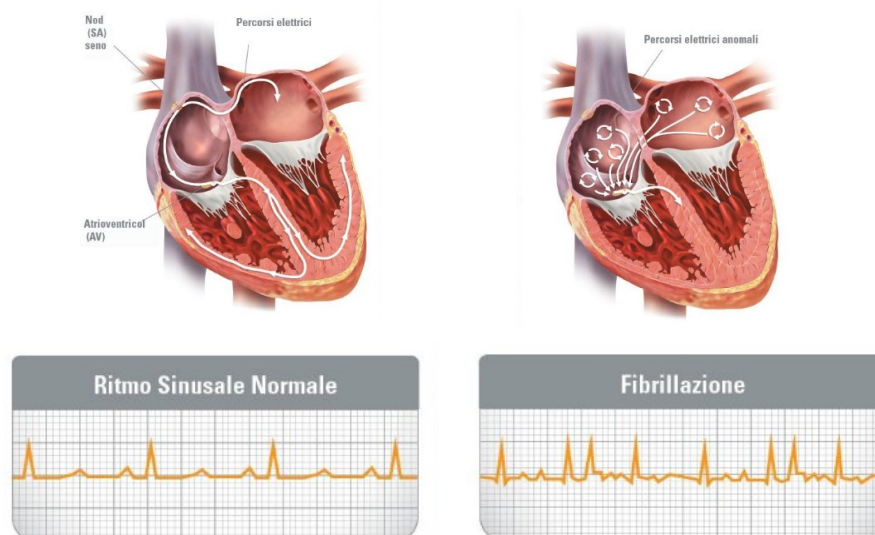 Nod
(SA)
seno
Percorsi elettrici
Atrioventricol
(AV)
Percorsi elettrici anomali
Ritmo Sinusale Normale
Fibrillazione